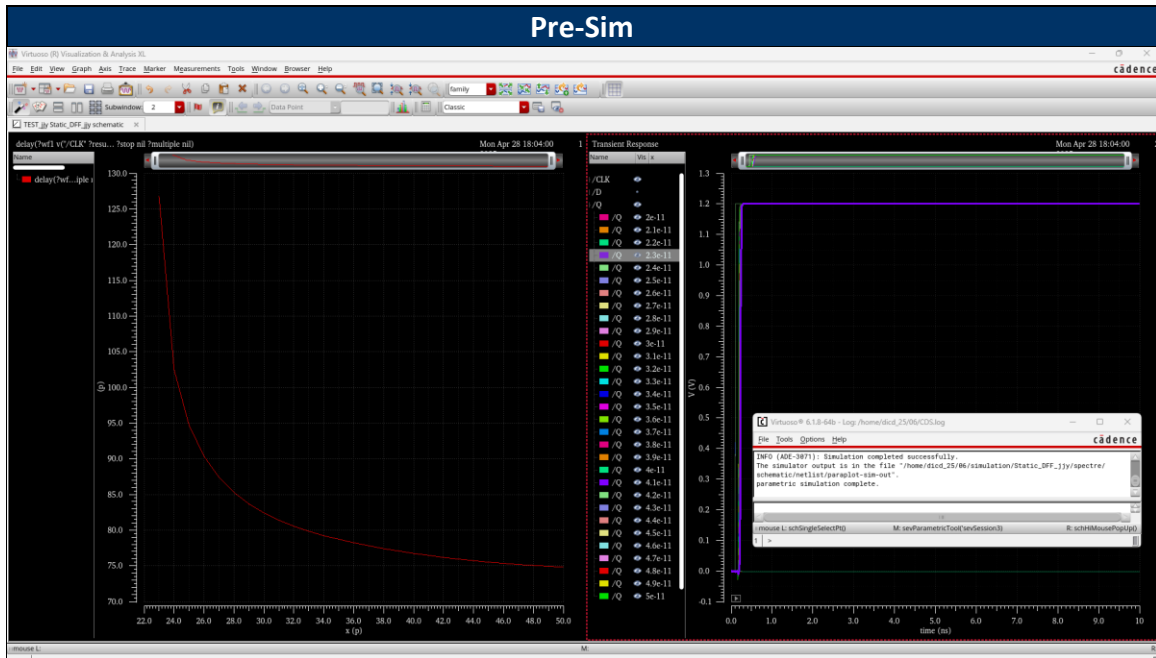 Pre-Sim
Virtuoso (R) Visualization & Analysis XL
File Edit View Graph Axis Trace Marker Measurements Tools Window Browser Help
cādence
family
Subwindow: 2
Data Point
Classic
TEST_jjy Static_DFF_jjy schematic
delay(?wf1 v("/CLK" ?resu... ?stop nil ?multiple nil)
Mon Apr 28 18:04:00
1
Name
delay(?wf...iple
130.0
125.0
120.0
115.0
110.0
105.0
(p) 100.0
95.0
90.0
85.0
80.0
75.0
70.0
22.0 24.0 26.0 28.0 30.0 32.0 34.0 36.0 38.0 40.0 42.0 44.0 46.0 48.0 50.0
x (p)
Transient Response
Mon Apr 28 18:04:00
Name Vis x
/CLK
/D
/Q
/Q 2e-11
/Q 2.1e-11
/Q 2.2e-11
/Q 2.3e-11
/Q 2.4e-11
/Q 2.5e-11
/Q 2.6e-11
/Q 2.7e-11
/Q 2.8e-11
/Q 2.9e-11
/Q 3e-11
/Q 3.1e-11
/Q 3.2e-11
/Q 3.3e-11
/Q 3.4e-11
/Q 3.5e-11
/Q 3.6e-11
/Q 3.7e-11
/Q 3.8e-11
/Q 3.9e-11
/Q 4e-11
/Q 4.1e-11
/Q 4.2e-11
/Q 4.3e-11
/Q 4.4e-11
/Q 4.5e-11
/Q 4.6e-11
/Q 4.7e-11
/Q 4.8e-11
/Q 4.9e-11
/Q 5e-11
1.3
1.2
1.1
1.0
0.9
0.8
0.7
V (V) 0.6
0.5
0.4
0.3
0.2
0.1
0.0
-0.1
0.0 1.0 2.0 3.0 4.0 5.0 6.0 7.0 8.0 9.0 10
time (ns)
Virtuoso® 6.1.8-64b - Log: /home/dicd_25/06/CDS.log
File Tools Options Help
cādence
INFO (ADE-3071): Simulation completed successfully.
The simulator output is in the file "/home/dicd_25/06/simulation/Static_DFF_jjy/spectre/
schematic/netlist/paraplot-sim-out".
parametric simulation complete.
mouse L: schSingleSelectPt() M: sevParametricTool('sevSession3) R: schHiMousePopUp()
1 >
mouse L: M: R